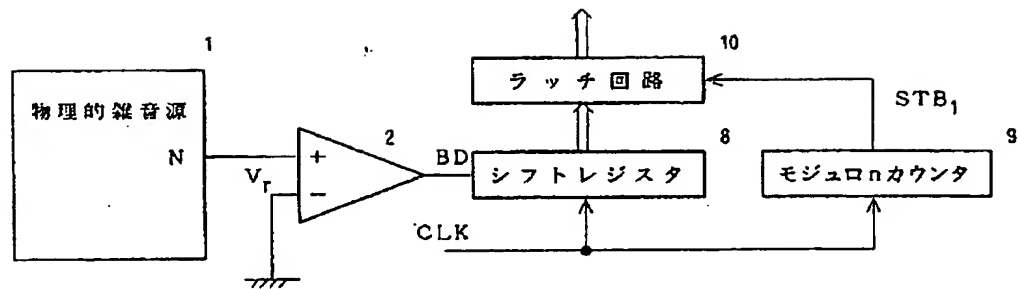 1
物理的雑音源
N
Vr
+
-
2
BD
CLK
シフトレジスタ
8
ラッチ回路
10
STB1
モジュロnカウンタ
9